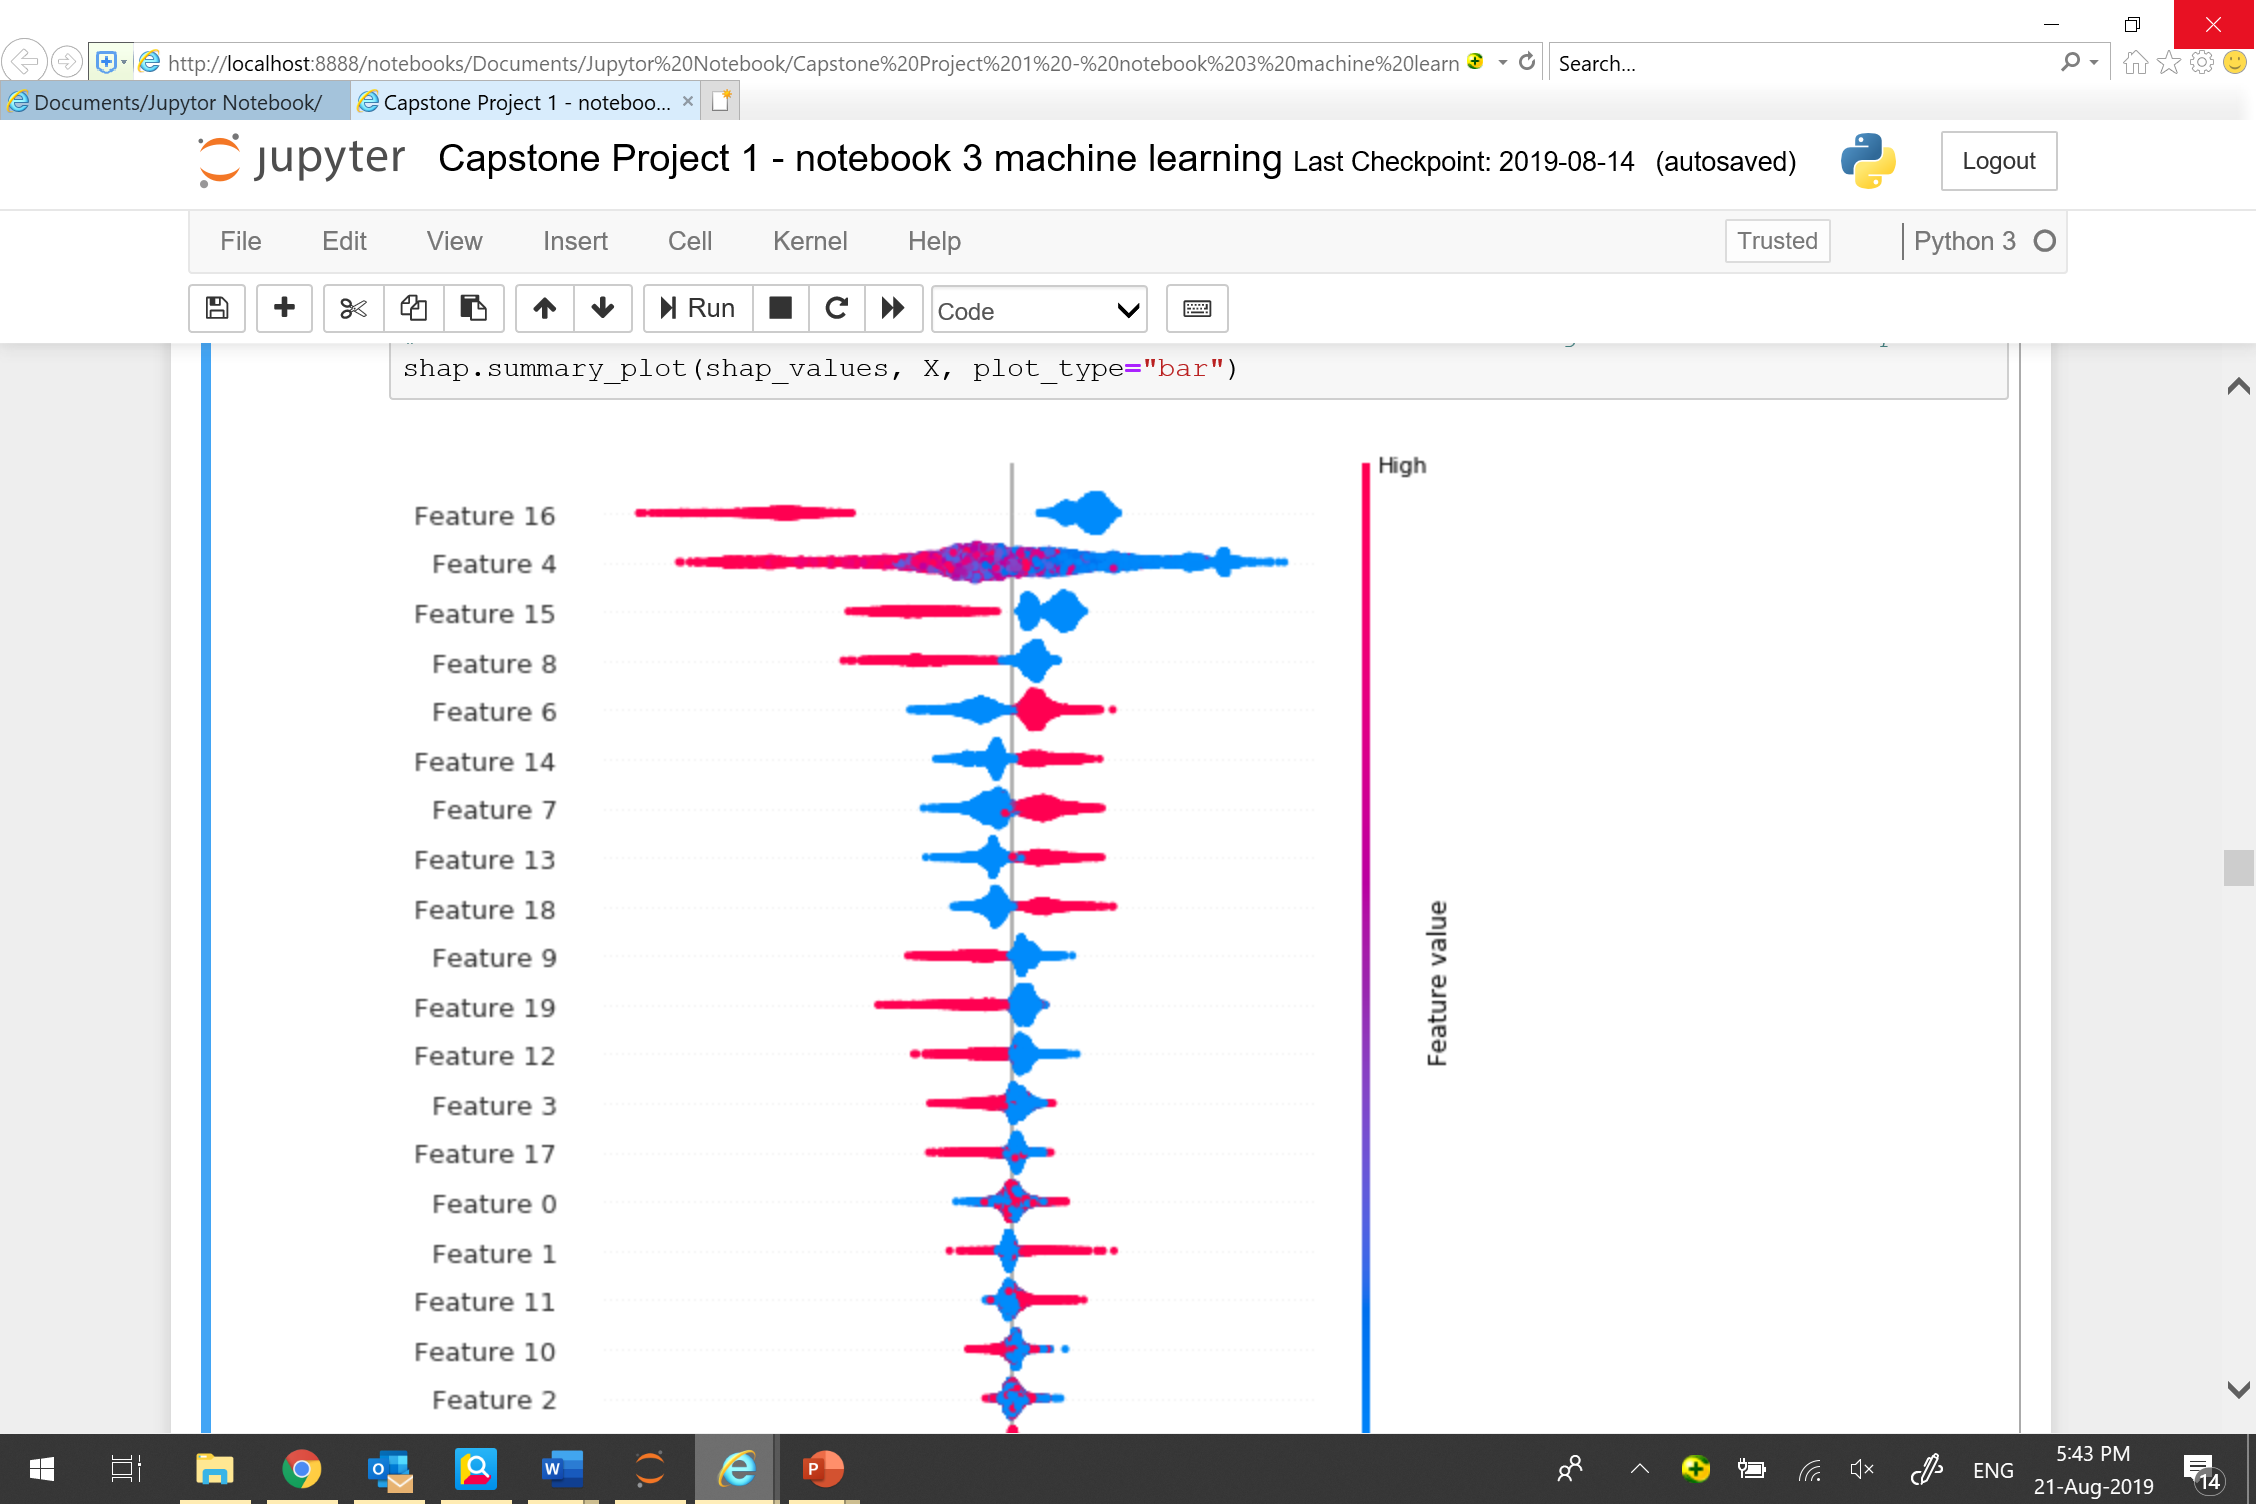 http://localhost:8888/notebooks/Documents/Jupytor%20Notebook/Capstone%20Project%201%20-%20notebook%203%20machine%20learn
Search...
Documents/Jupytor Notebook/
Capstone Project 1 - noteboo...
jupyter Capstone Project 1 - notebook 3 machine learning Last Checkpoint: 2019-08-14 (autosaved)
Logout
File Edit View Insert Cell Kernel Help
Trusted
Python 3
Run
Code
shap.summary_plot(shap_values, X, plot_type="bar")
High
Feature 16
Feature 4
Feature 15
Feature 8
Feature 6
Feature 14
Feature 7
Feature 13
Feature 18
Feature 9
Feature 19
Feature 12
Feature 3
Feature 17
Feature 0
Feature 1
Feature 11
Feature 10
Feature 2
Feature value
ENG
5:43 PM
21-Aug-2019
14